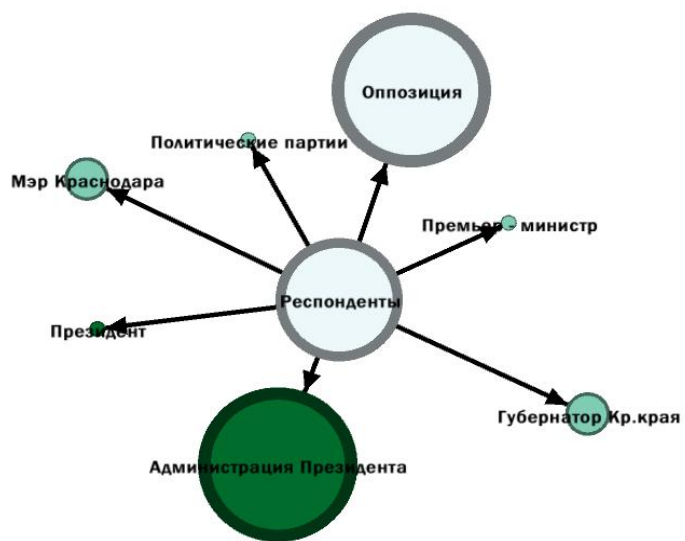 Оппозиция
Политические партии
Мэр Краснодара
Премьер - министр
Респонденты
Президент
Губернатор Кр.края
Администрация Президента